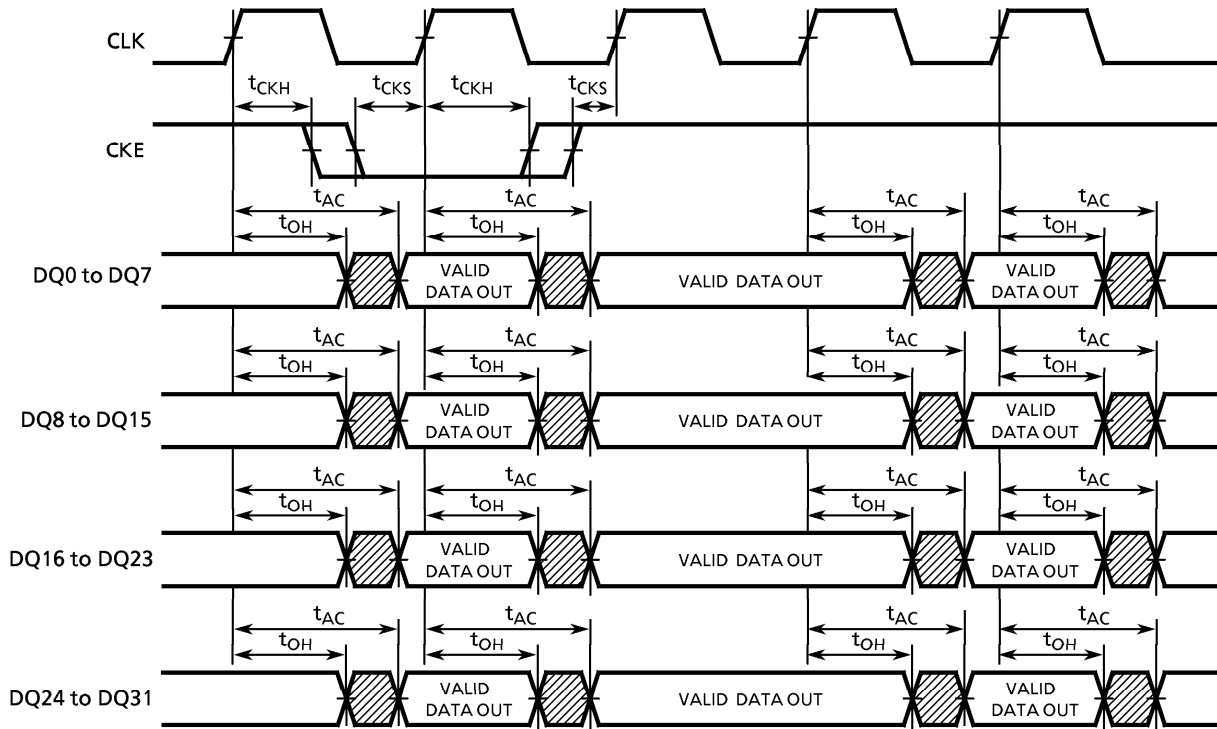 CLK
tCKH tCKS tCKH tCKS
CKE
tAC tAC tAC tAC
tOH tOH tOH tOH
DQ0 to DQ7
VALID DATA OUT
VALID DATA OUT
VALID DATA OUT
tAC tAC tAC tAC
tOH tOH tOH tOH
DQ8 to DQ15
VALID DATA OUT
VALID DATA OUT
VALID DATA OUT
tAC tAC tAC tAC
tOH tOH tOH tOH
DQ16 to DQ23
VALID DATA OUT
VALID DATA OUT
VALID DATA OUT
tAC tAC tAC tAC
tOH tOH tOH tOH
DQ24 to DQ31
VALID DATA OUT
VALID DATA OUT
VALID DATA OUT